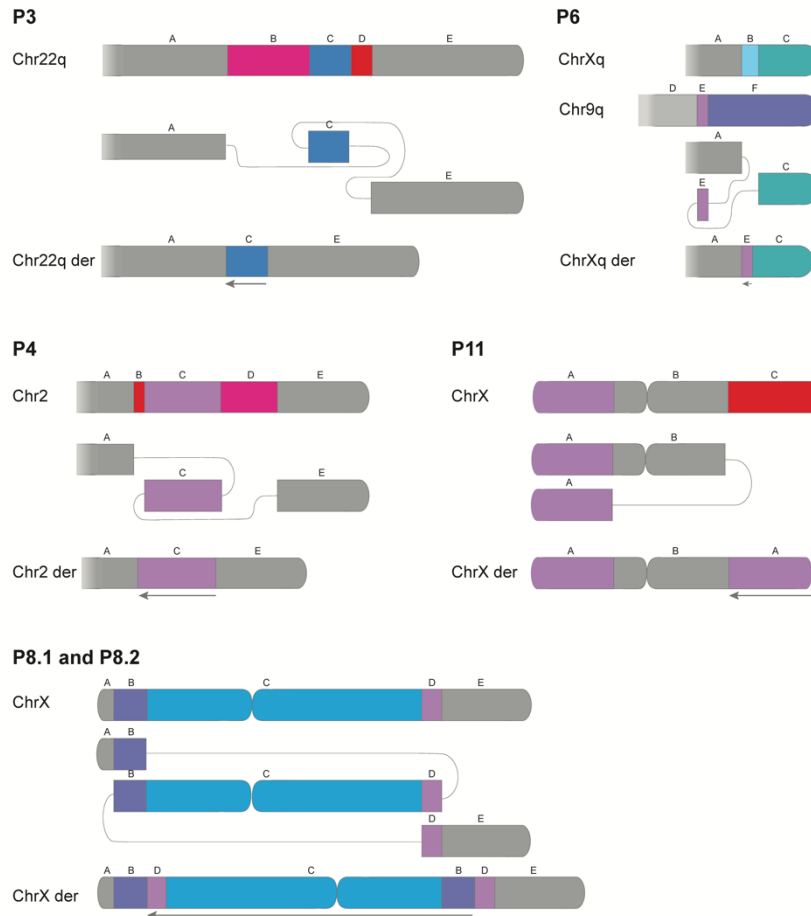 P3
A B C D E
Chr22q
A C E
A C E
Chr22q der
P6
A B C
ChrXq
D E F
Chr9q
A
E C
A E C
ChrXq der
P4
A B C D E
Chr2
A
C E
A C E
Chr2 der
P11
A B C
ChrX
A B
A
A B A
ChrX der
P8.1 and P8.2
A B C D E
ChrX
A B
B C D
D E
A B D C B D E
ChrX der